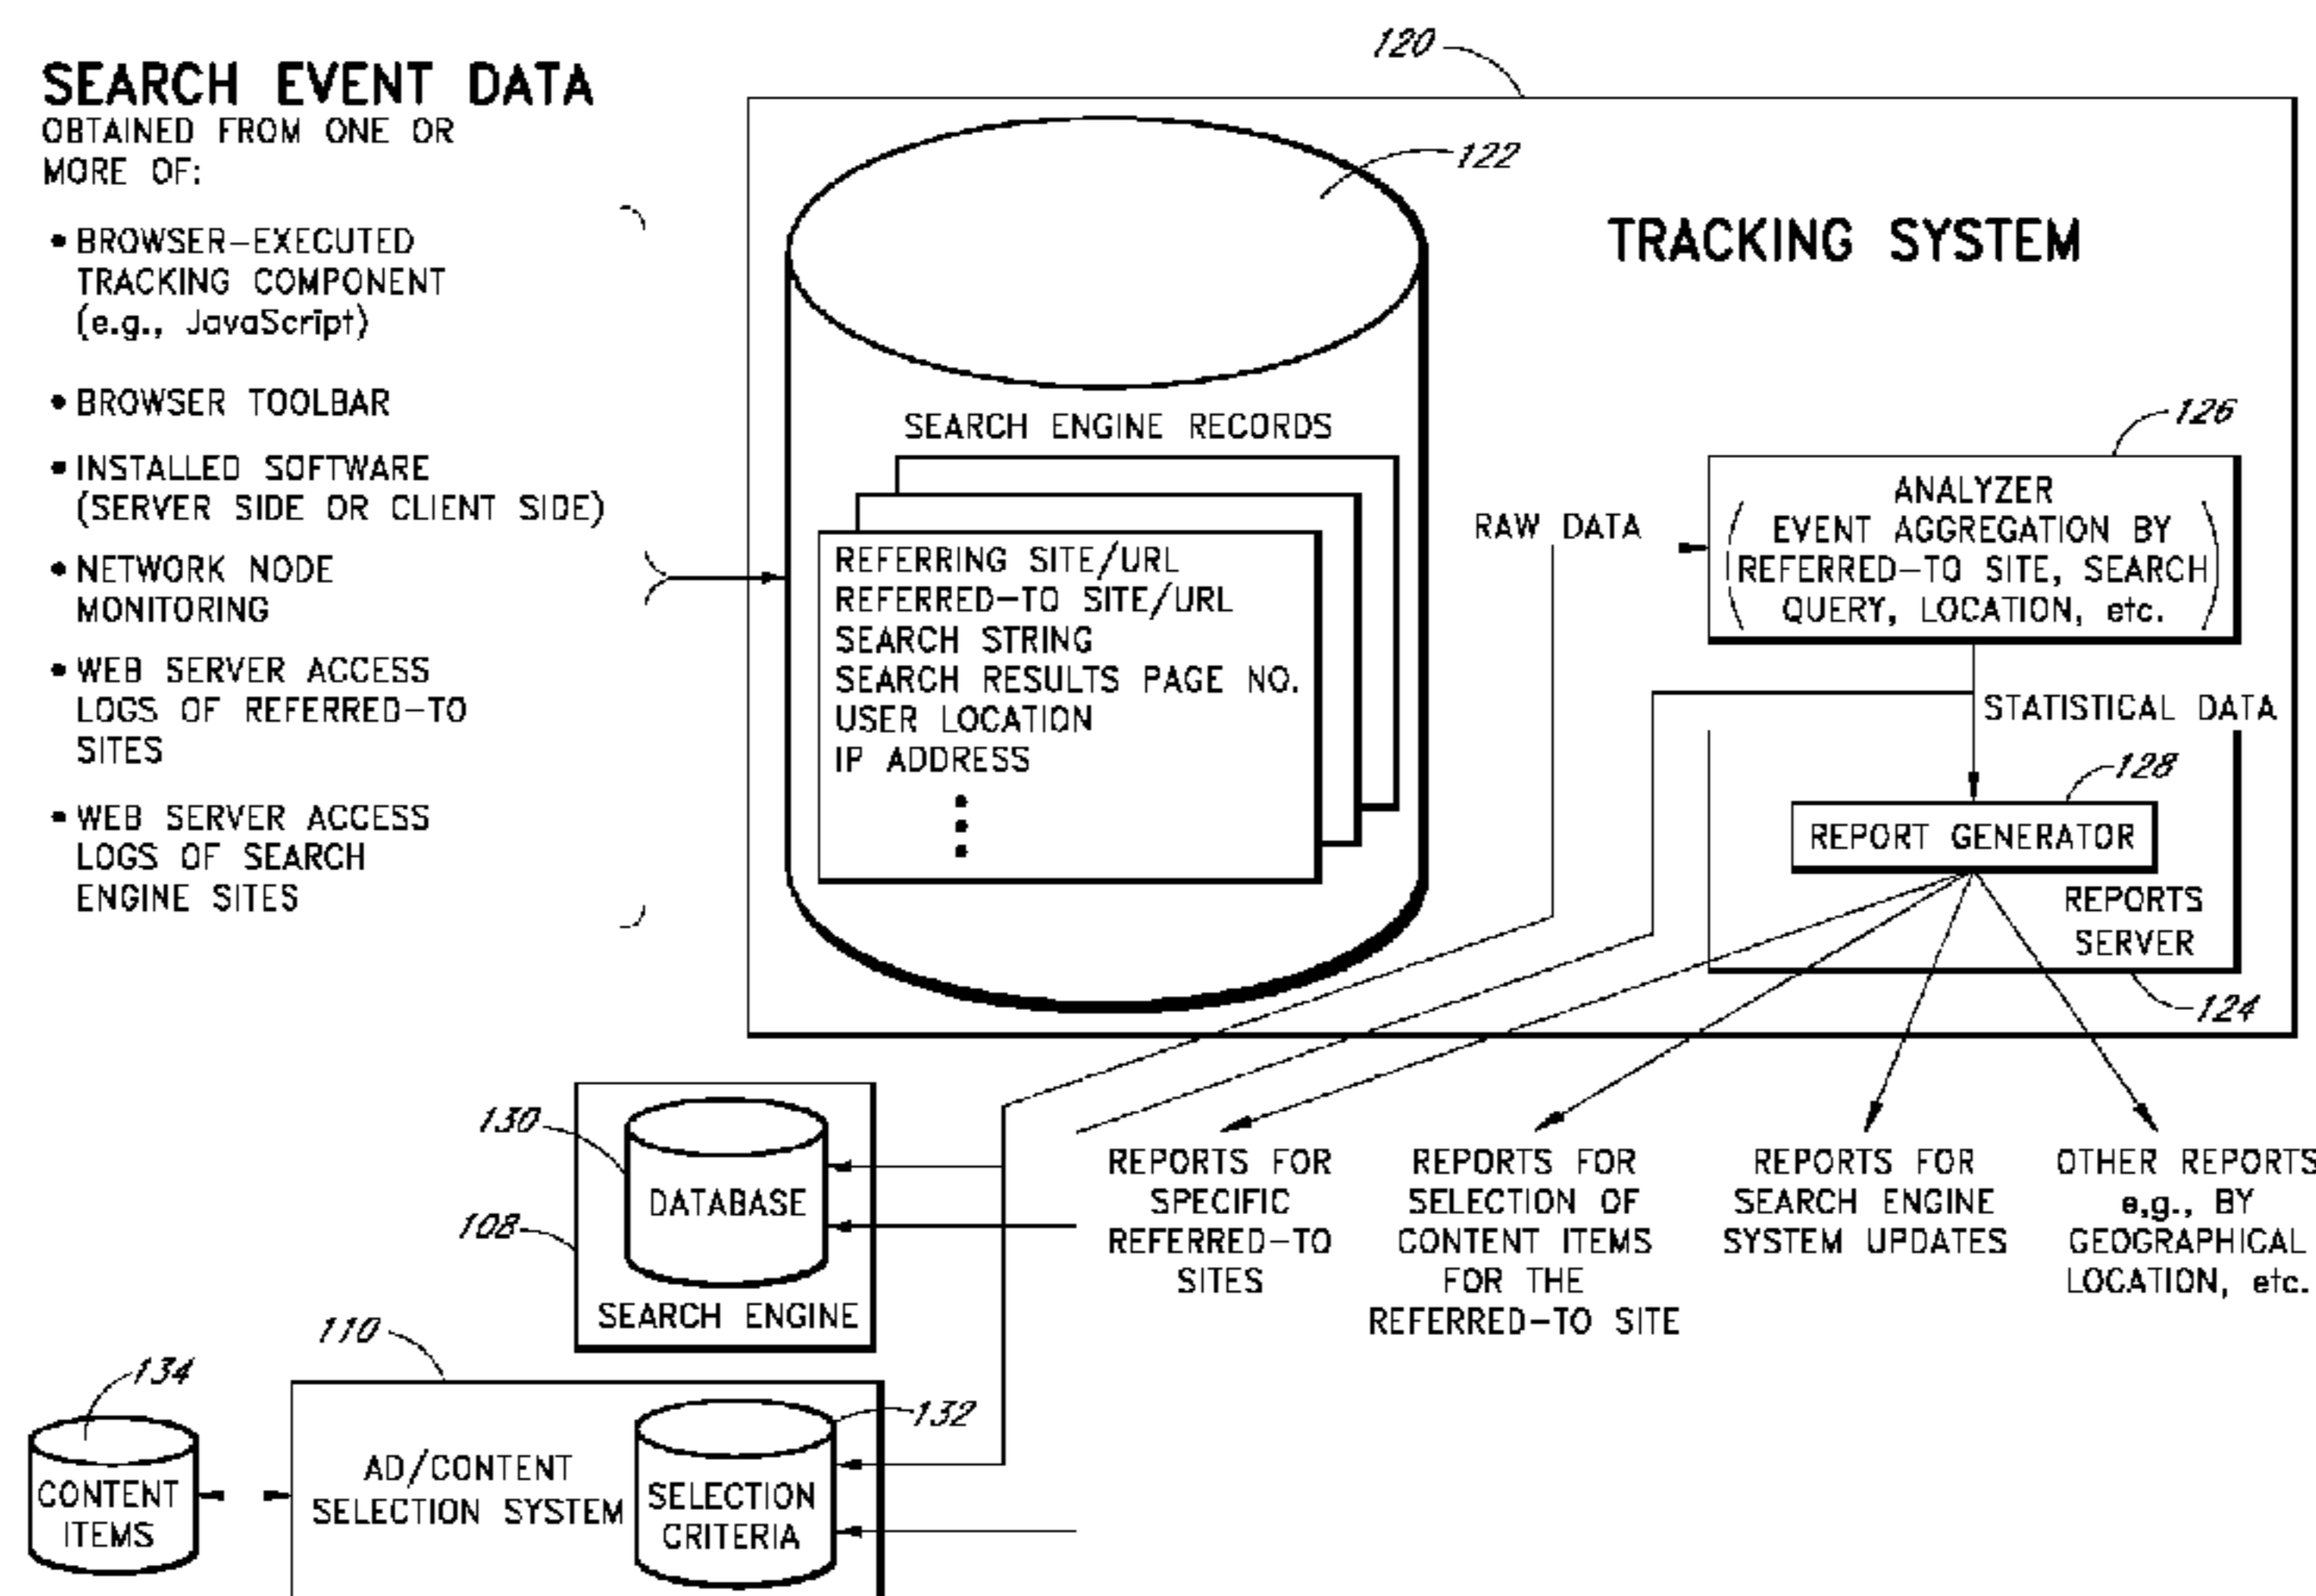 SEARCH EVENT DATA
OBTAINED FROM ONE OR
MORE OF:
• BROWSER-EXECUTED
TRACKING COMPONENT
(e.g., JavaScript)
• BROWSER TOOLBAR
• INSTALLED SOFTWARE
(SERVER SIDE OR CLIENT SIDE)
• NETWORK NODE
MONITORING
• WEB SERVER ACCESS
LOGS OF REFERRED-TO
SITES
• WEB SERVER ACCESS
LOGS OF SEARCH
ENGINE SITES
120
122
TRACKING SYSTEM
SEARCH ENGINE RECORDS
REFERRING SITE/URL
REFERRED-TO SITE/URL
SEARCH STRING
SEARCH RESULTS PAGE NO.
USER LOCATION
IP ADDRESS
RAW DATA
126
ANALYZER
(EVENT AGGREGATION BY
REFERRED-TO SITE, SEARCH
QUERY, LOCATION, etc.)
STATISTICAL DATA
128
REPORT GENERATOR
REPORTS
SERVER
124
130
DATABASE
108
SEARCH ENGINE
REPORTS FOR
SPECIFIC
REFERRED-TO
SITES
REPORTS FOR
SELECTION OF
CONTENT ITEMS
FOR THE
REFERRED-TO SITE
REPORTS FOR
SEARCH ENGINE
SYSTEM UPDATES
OTHER REPORTS
e,g., BY
GEOGRAPHICAL
LOCATION, etc.
110
134
CONTENT
ITEMS
AD/CONTENT
SELECTION SYSTEM
132
SELECTION
CRITERIA